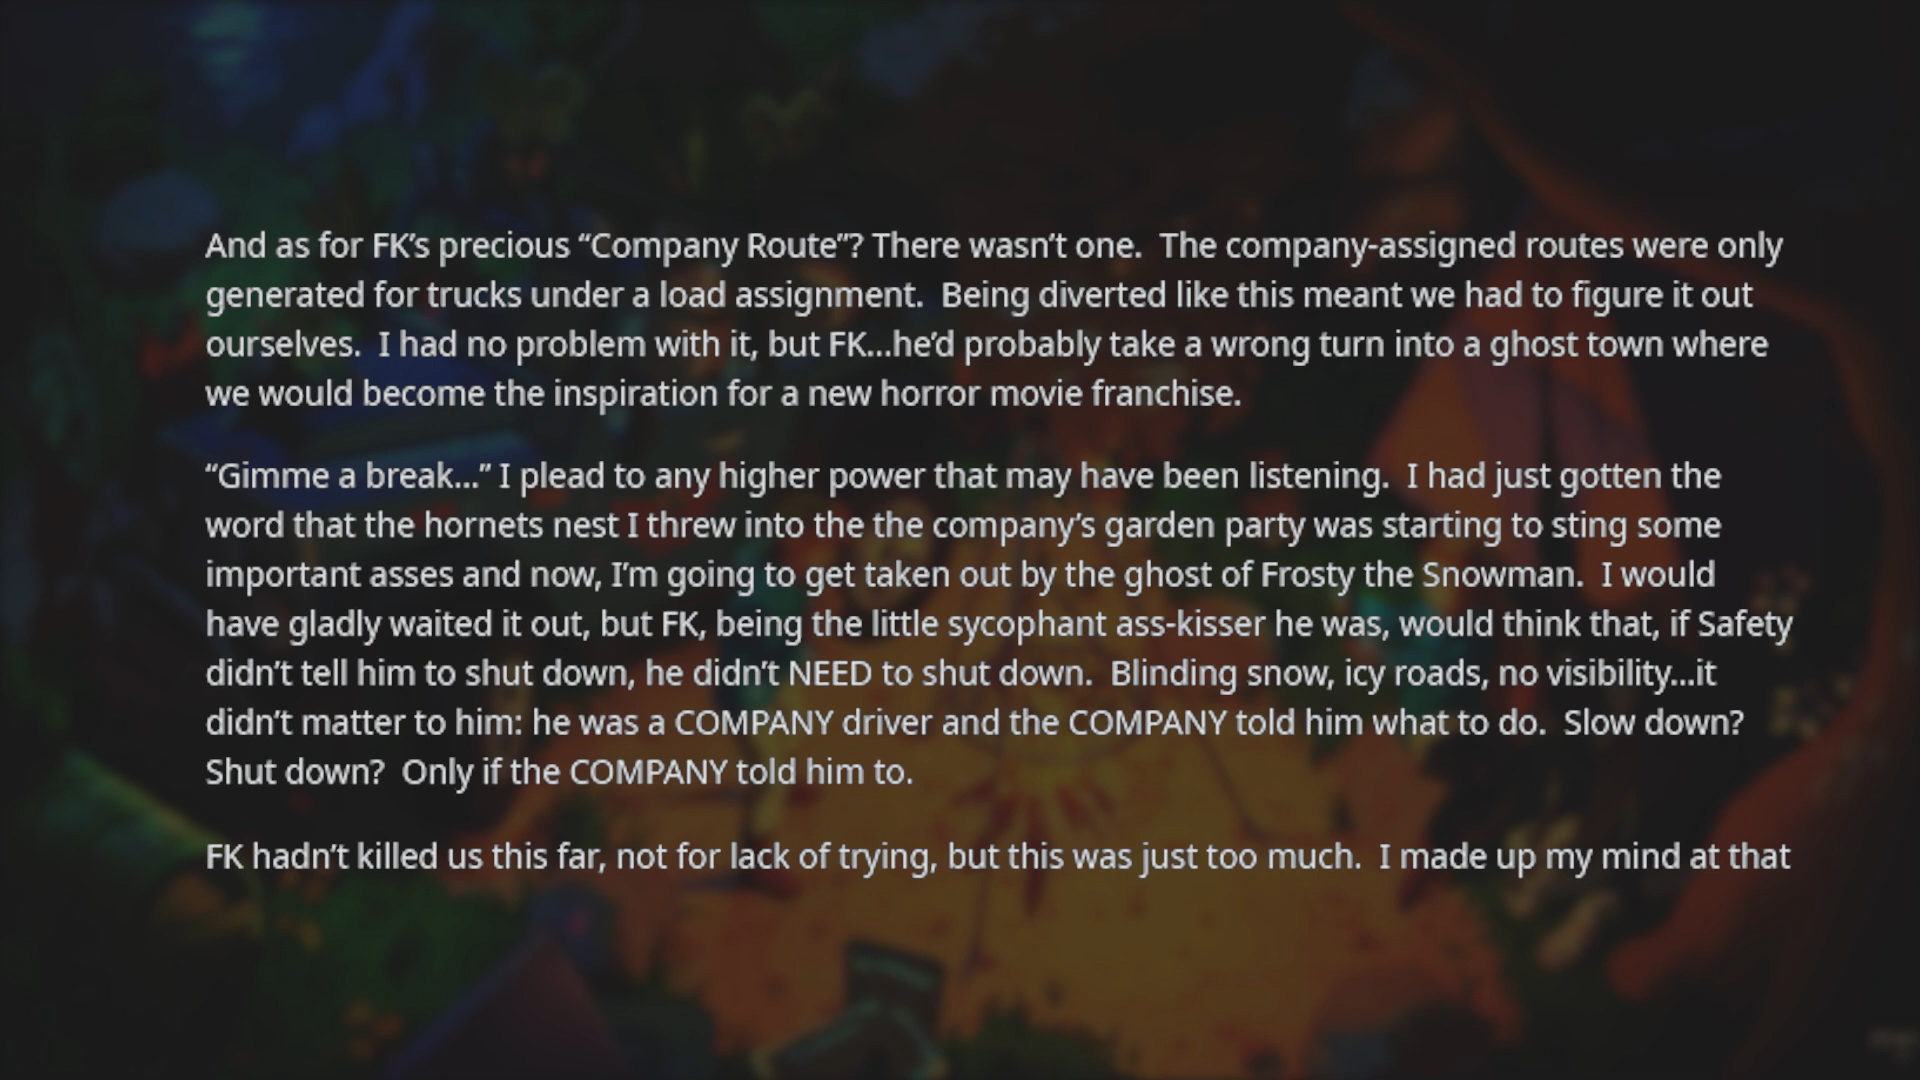 And as for FK’s precious “Company Route”? There wasn’t one.  The company-assigned routes were only
generated for trucks under a load assignment.  Being diverted like this meant we had to figure it out
ourselves.  I had no problem with it, but FK...he’d probably take a wrong turn into a ghost town where
we would become the inspiration for a new horror movie franchise.
“Gimme a break...” I plead to any higher power that may have been listening.  I had just gotten the
word that the hornets nest I threw into the the company’s garden party was starting to sting some
important asses and now, I’m going to get taken out by the ghost of Frosty the Snowman.  I would
have gladly waited it out, but FK, being the little sycophant ass-kisser he was, would think that, if Safety
didn’t tell him to shut down, he didn’t NEED to shut down.  Blinding snow, icy roads, no visibility...it
didn’t matter to him: he was a COMPANY driver and the COMPANY told him what to do.  Slow down?
Shut down?  Only if the COMPANY told him to.
FK hadn’t killed us this far, not for lack of trying, but this was just too much.  I made up my mind at that